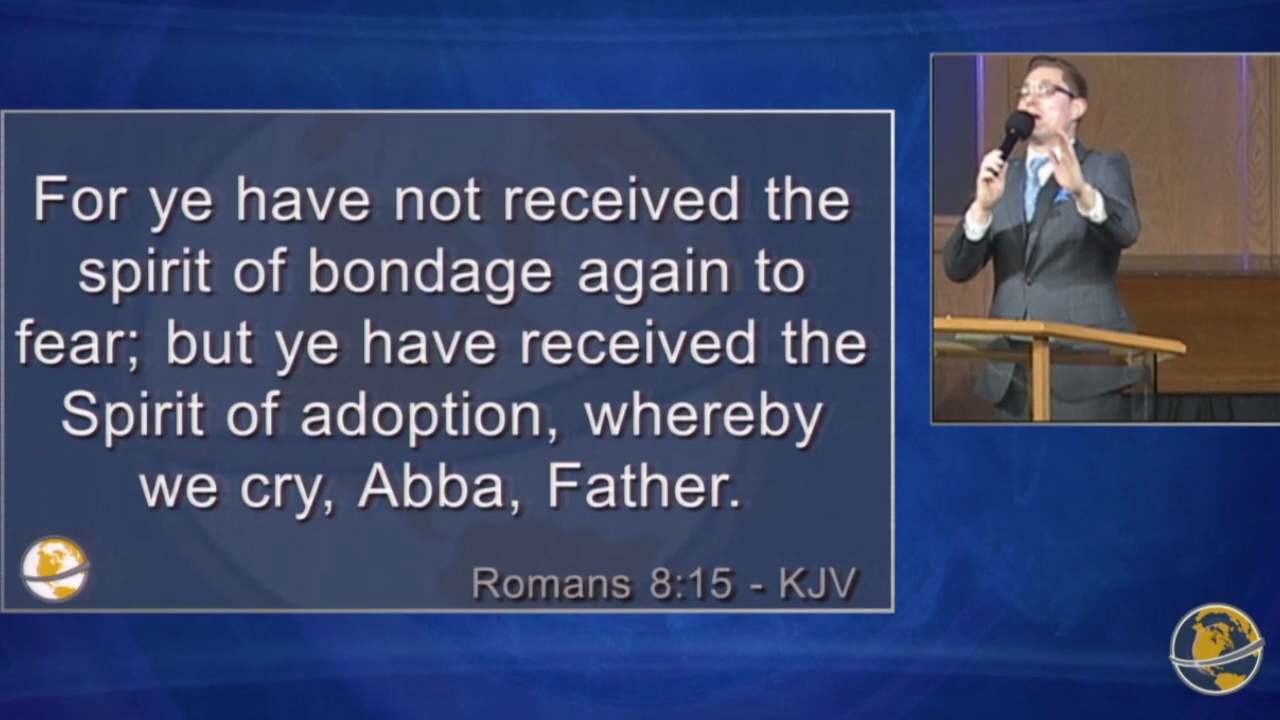 For ye have not received the
spirit of bondage again to
fear; but ye have received the
Spirit of adoption, whereby
we cry, Abba, Father.
Romans 8:15 - KJV